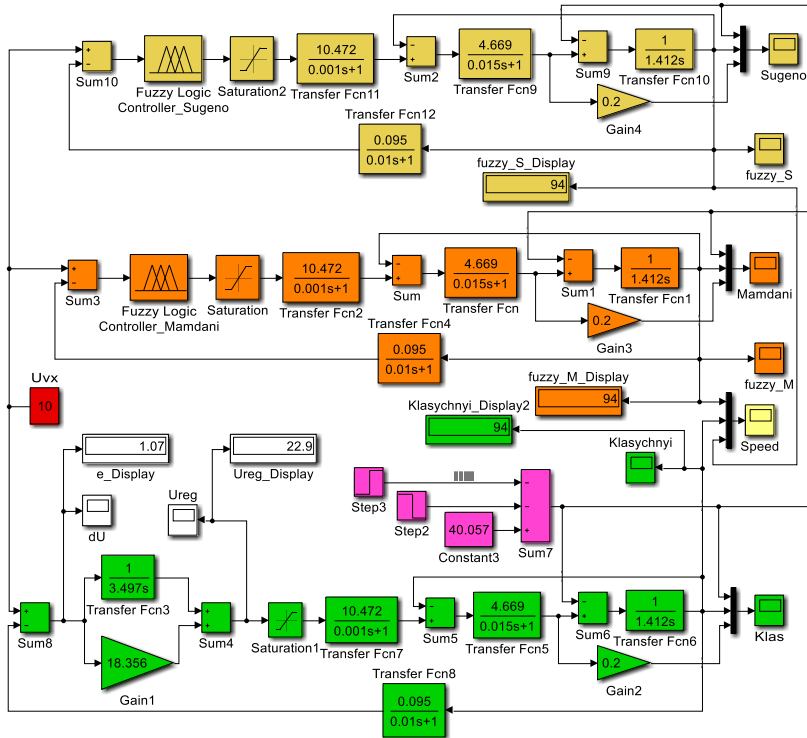 10.472
0.001s+1
4.669
0.015s+1
1
1.412s
Sugeno
Sum10
Fuzzy Logic
Controller_Sugeno
Saturation2
Transfer Fcn11
Sum2
Transfer Fcn9
Sum9
Transfer Fcn10
0.2
Gain4
Transfer Fcn12
0.095
0.01s+1
fuzzy_S_Display
94
fuzzy_S
10.472
0.001s+1
4.669
0.015s+1
1
1.412s
Sum3
Fuzzy Logic
Controller_Mamdani
Saturation
Transfer Fcn2
Sum
Transfer Fcn
Sum1
Transfer Fcn1
Mamdani
0.2
Gain3
Transfer Fcn4
0.095
0.01s+1
fuzzy_M
Uvx
10
fuzzy_M_Display
94
Klasychnyi_Display2
94
Speed
1.07
e_Display
22.9
Ureg_Display
Klasychnyi
dU
Ureg
Step3
Step2
40.057
Constant3
Sum7
1
3.497s
Transfer Fcn3
Sum8
18.356
Gain1
Sum4
Saturation1
10.472
0.001s+1
Transfer Fcn7
Sum5
4.669
0.015s+1
Transfer Fcn5
Sum6
1
1.412s
Transfer Fcn6
Klas
0.2
Gain2
Transfer Fcn8
0.095
0.01s+1